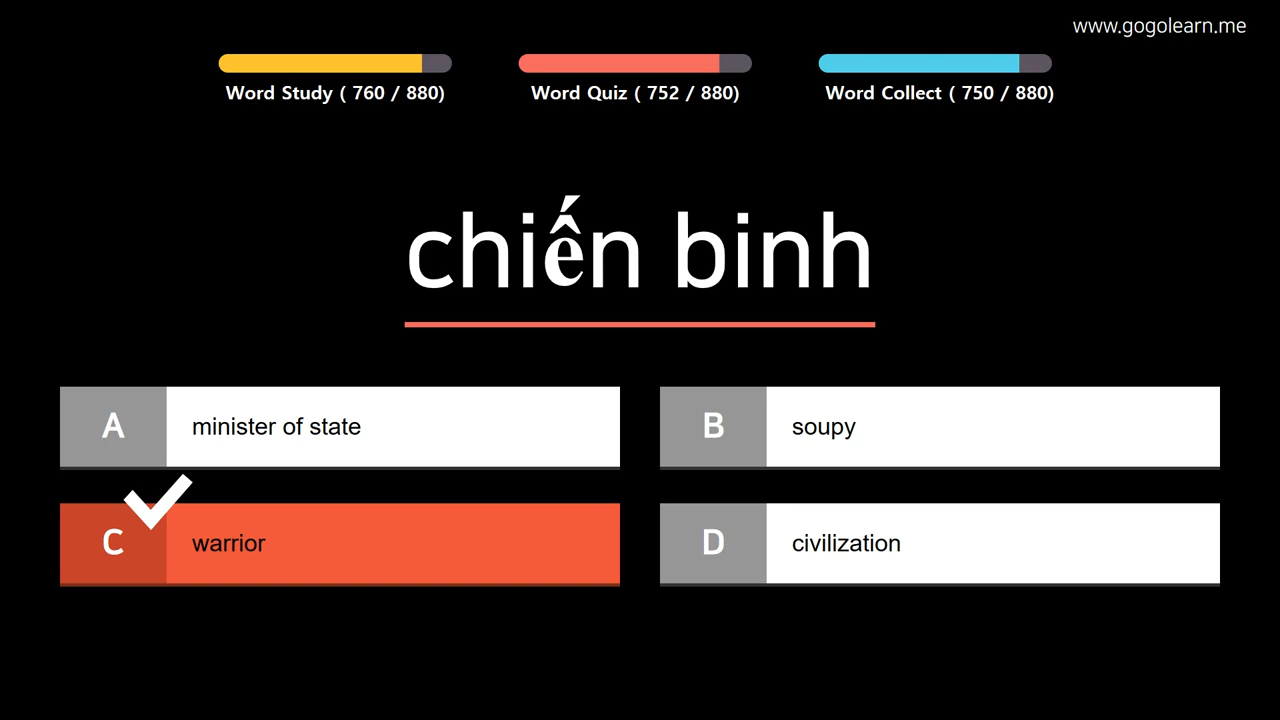 www.gogolearn.me
Word Study ( 760 / 880)
Word Quiz ( 752 / 880)
Word Collect ( 750 / 880)
chiến binh
A minister of state
B soupy
C warrior
D civilization